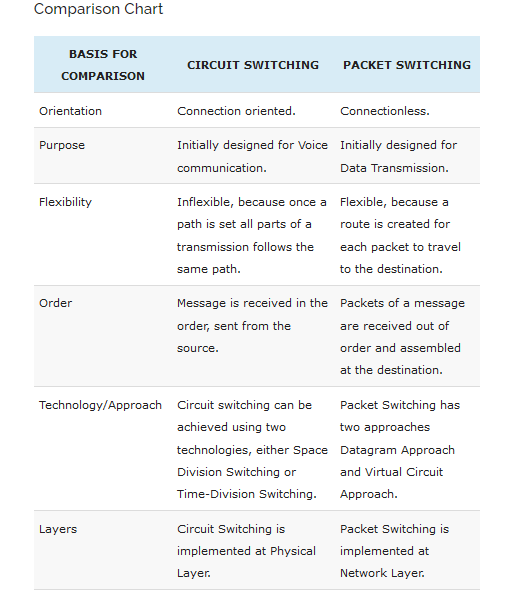 Comparison Chart
BASIS FOR COMPARISON CIRCUIT SWITCHING PACKET SWITCHING
Orientation Connection oriented. Connectionless.
Purpose Initially designed for Voice communication. Initially designed for Data Transmission.
Flexibility Inflexible, because once a path is set all parts of a transmission follows the same path. Flexible, because a route is created for each packet to travel to the destination.
Order Message is received in the order, sent from the source. Packets of a message are received out of order and assembled at the destination.
Technology/Approach Circuit switching can be achieved using two technologies, either Space Division Switching or Time-Division Switching. Packet Switching has two approaches Datagram Approach and Virtual Circuit Approach.
Layers Circuit Switching is implemented at Physical Layer. Packet Switching is implemented at Network Layer.